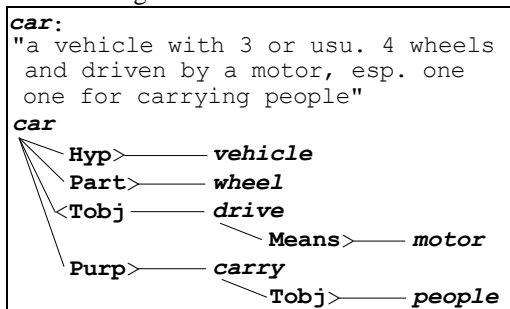 car:
"a vehicle with 3 or usu. 4 wheels
and driven by a motor, esp. one
one for carrying people"
car
Hyp> vehicle
Part> wheel
<Tobj drive
Means> motor
Purp> carry
Tobj> people